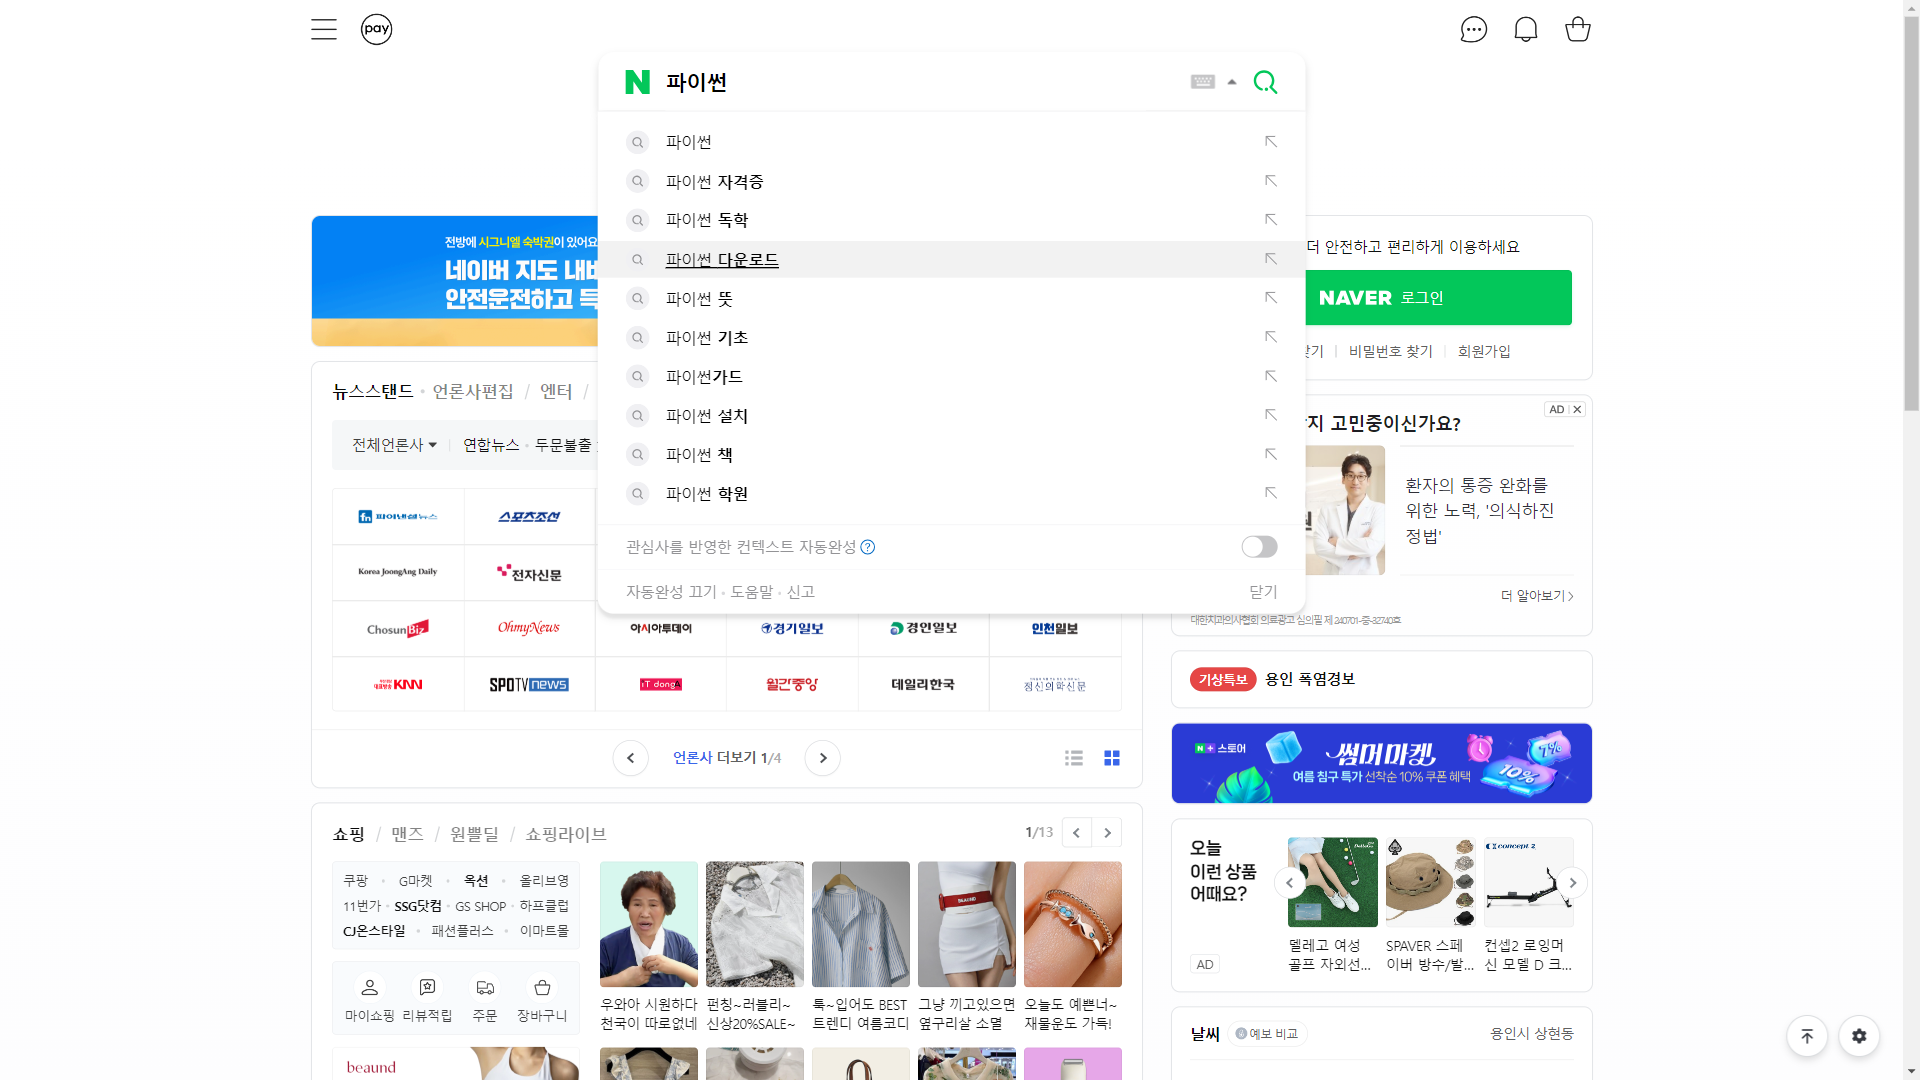 pay
N 파이썬
파이썬
파이썬 자격증
파이썬 독학
파이썬 다운로드
파이썬 뜻
파이썬 기초
파이썬가드
파이썬 설치
파이썬 책
파이썬 학원
관심사를 반영한 컨텍스트 자동완성 ?
자동완성 끄기 · 도움말 · 신고
닫기
전방에 시그니엘 숙박권이 있어요
네이버 지도 내비
안전운전하고 득
더 안전하고 편리하게 이용하세요
NAVER 로그인
찾기 | 비밀번호 찾기 | 회원가입
뉴스스탠드 · 언론사편집 / 엔터 /
전체언론사
연합뉴스 · 두문불출
fn 파이낸셜뉴스
스포츠조선
Korea JoongAng Daily
전자신문
ChosunBiz
OhmyNews
아시아투데이
경기일보
경인일보
인천일보
KNN
SPOTV NEWS
IT dongA
월간중앙
데일리한국
정신의학신문
언론사 더보기 1/4
AD
지 고민중이신가요?
환자의 통증 완화를
위한 노력, '의식하진
정법'
더 알아보기
대한치과의사협회 의료광고 심의필 제 240701-중-32740호
기상특보 용인 폭염경보
N+ 스토어
썸머마켓
여름 침구 특가 선착순 10% 쿠폰 혜택
7%
10%
쇼핑 / 맨즈 / 원쁠딜 / 쇼핑라이브
1/13
쿠팡 · G마켓 · 옥션 · 올리브영
11번가 · SSG닷컴 · GS SHOP · 하프클럽
CJ온스타일 · 패션플러스 · 이마트몰
마이쇼핑 리뷰적립 주문 장바구니
beaund
우와아 시원하다
천국이 따로없네
펀칭~러블리~
신상20%SALE~
툭~입어도 BEST
트렌디 여름코디
BEAUND
그냥 끼고있으면
옆구리살 소멸
오늘도 예쁜너~
재물운도 가득!
오늘
이런 상품
어때요?
AD
델레고 여성
골프 자외선...
SPAVER 스페
이버 방수/발...
concept 2
컨셉2 로잉머
신 모델 D 크...
날씨 예보 비교
용인시 상현동